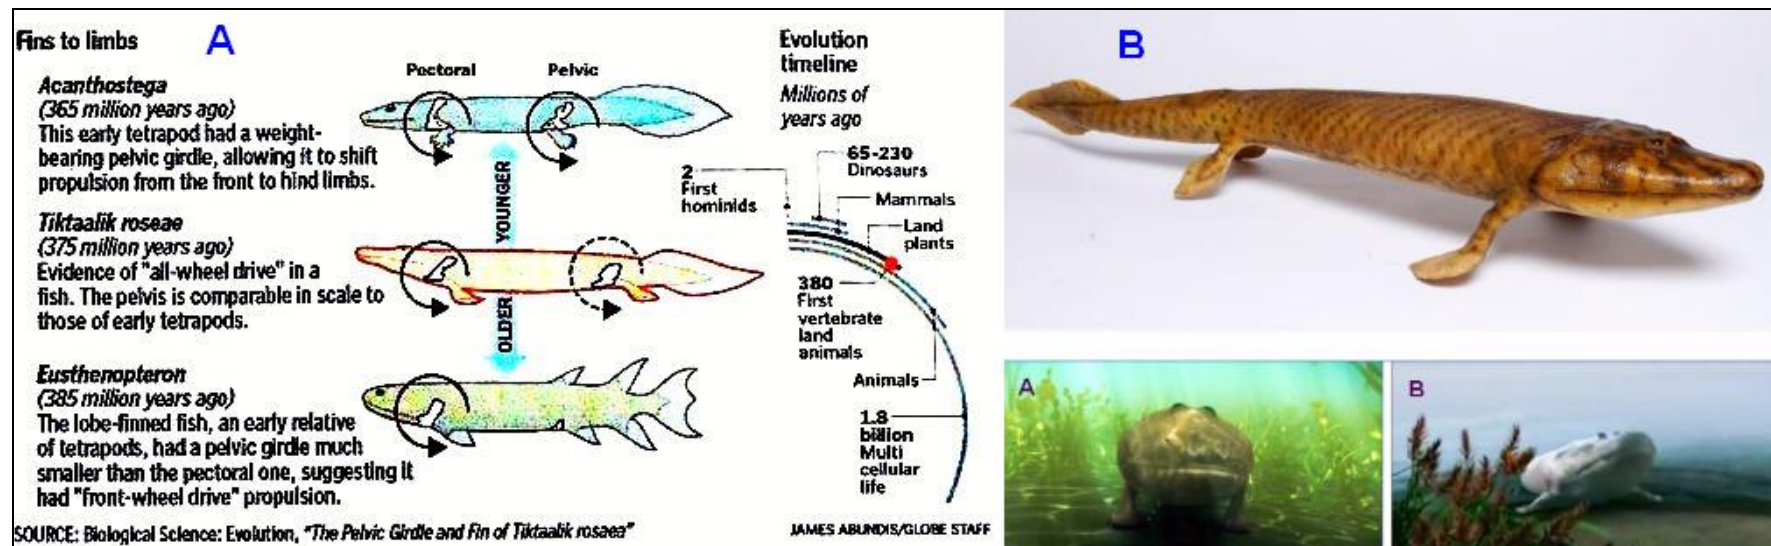 Fins to limbs
A
Acanthostega
(365 million years ago)
This early tetrapod had a weight-
bearing pelvic girdle, allowing it to shift
propulsion from the front to hind limbs.
Tiktaalik roseae
(375 million years ago)
Evidence of "all-wheel drive" in a
fish. The pelvis is comparable in scale to
those of early tetrapods.
Eusthenopteron
(385 million years ago)
The lobe-finned fish, an early relative
of tetrapods, had a pelvic girdle much
smaller than the pectoral one, suggesting it
had "front-wheel drive" propulsion.
Pectoral
Pelvic
YOUNGER
OLDER
Evolution
timeline
Millions of
years ago
65-230
Dinosaurs
2
First
hominids
Mammals
Land
plants
380
First
vertebrate
land
animals
Animals
1.8
billion
Multi
cellular
life
SOURCE: Biological Science: Evolution, "The Pelvic Girdle and Fin of Tiktaalik rosaea"
JAMES ABUNDIS/GLOBE STAFF
B
A
B